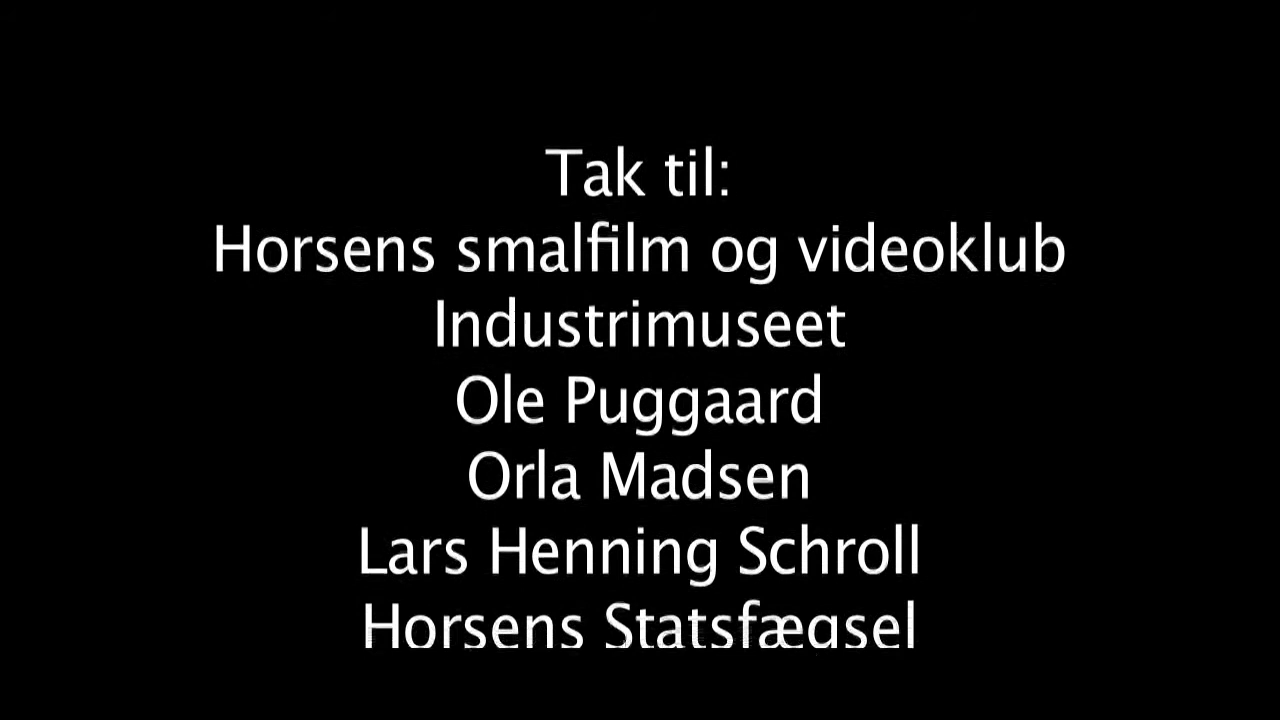 Tak til:
Horsens smalfilm og videoklub
Industrimuseet
Ole Puggaard
Orla Madsen
Lars Henning Schroll
Horsens Statsfægsel